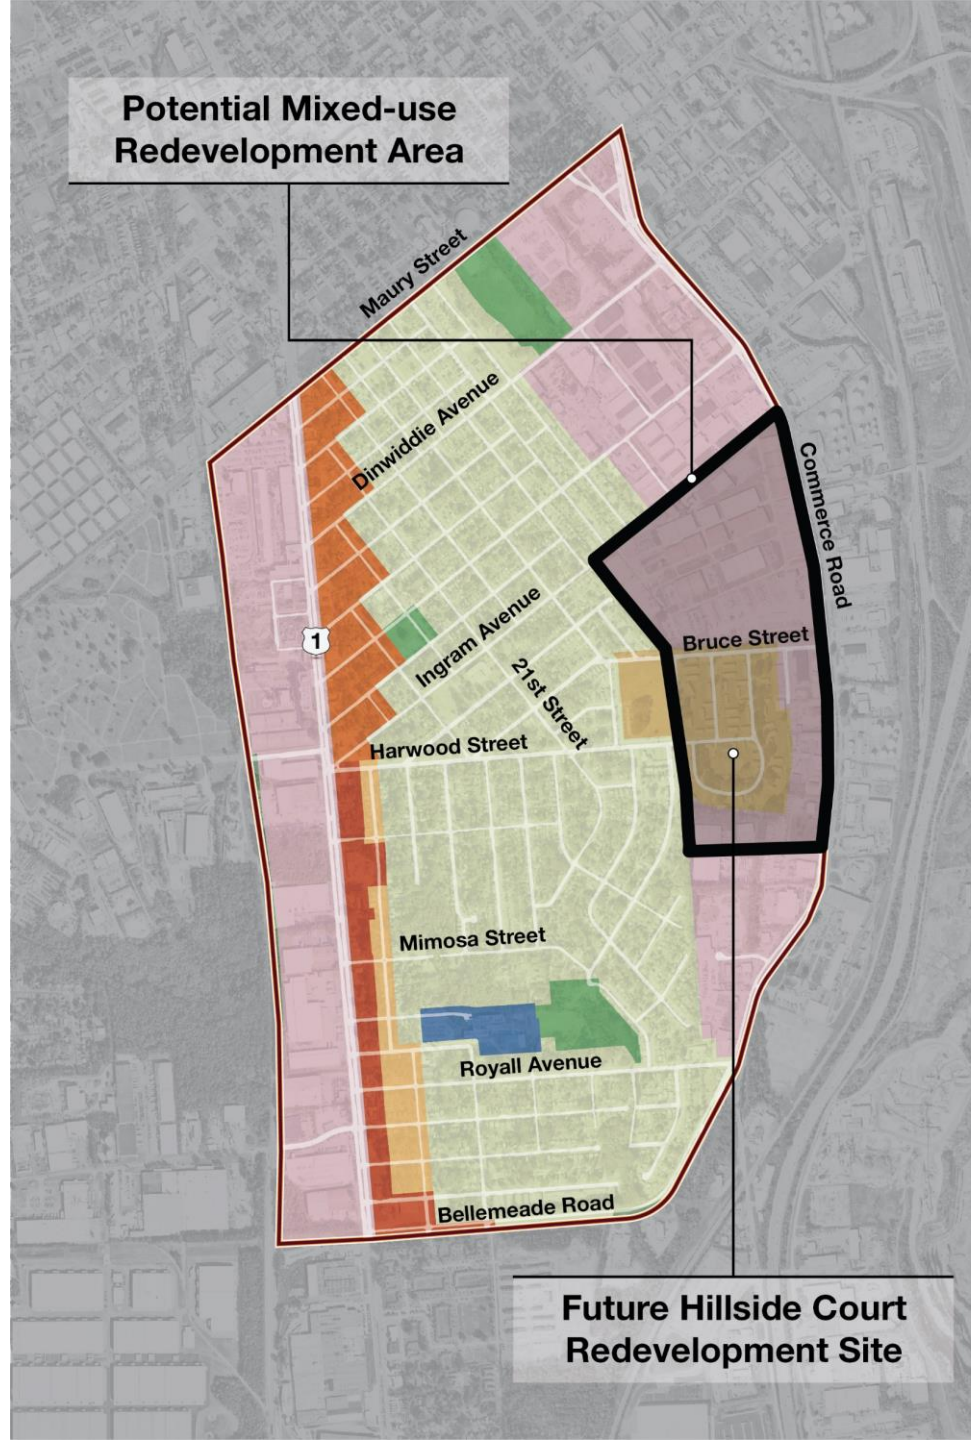 Potential Mixed-use
Redevelopment Area
Maury Street
Dinwiddie Avenue
Commerce Road
Ingram Avenue
1
Bruce Street
21st Street
Harwood Street
Mimosa Street
Royall Avenue
Bellemeade Road
Future Hillside Court
Redevelopment Site